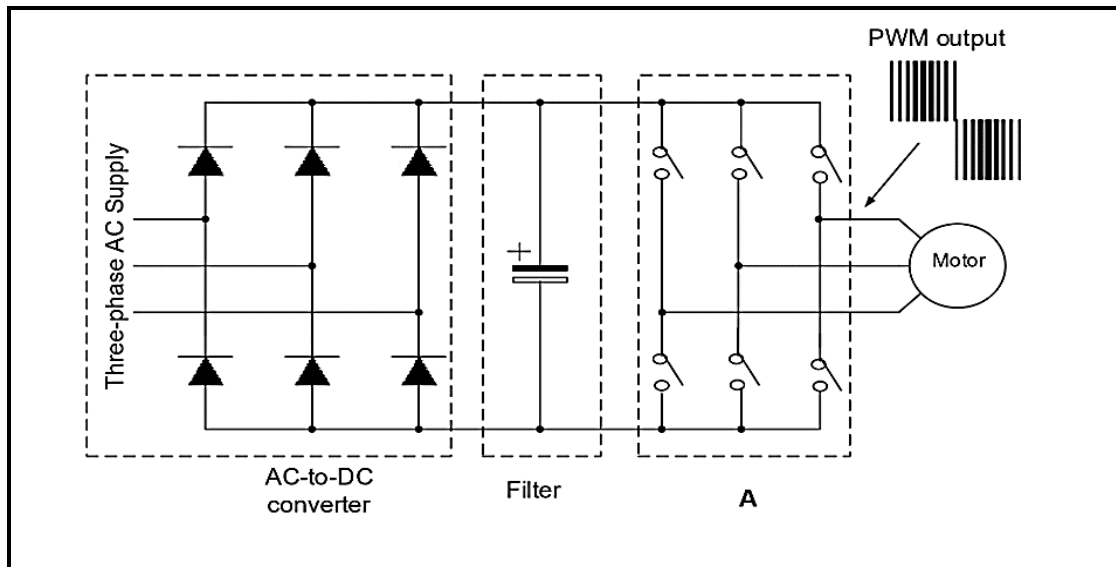 PWM output
Three-phase AC Supply
+
Motor
AC-to-DC
converter
Filter
A